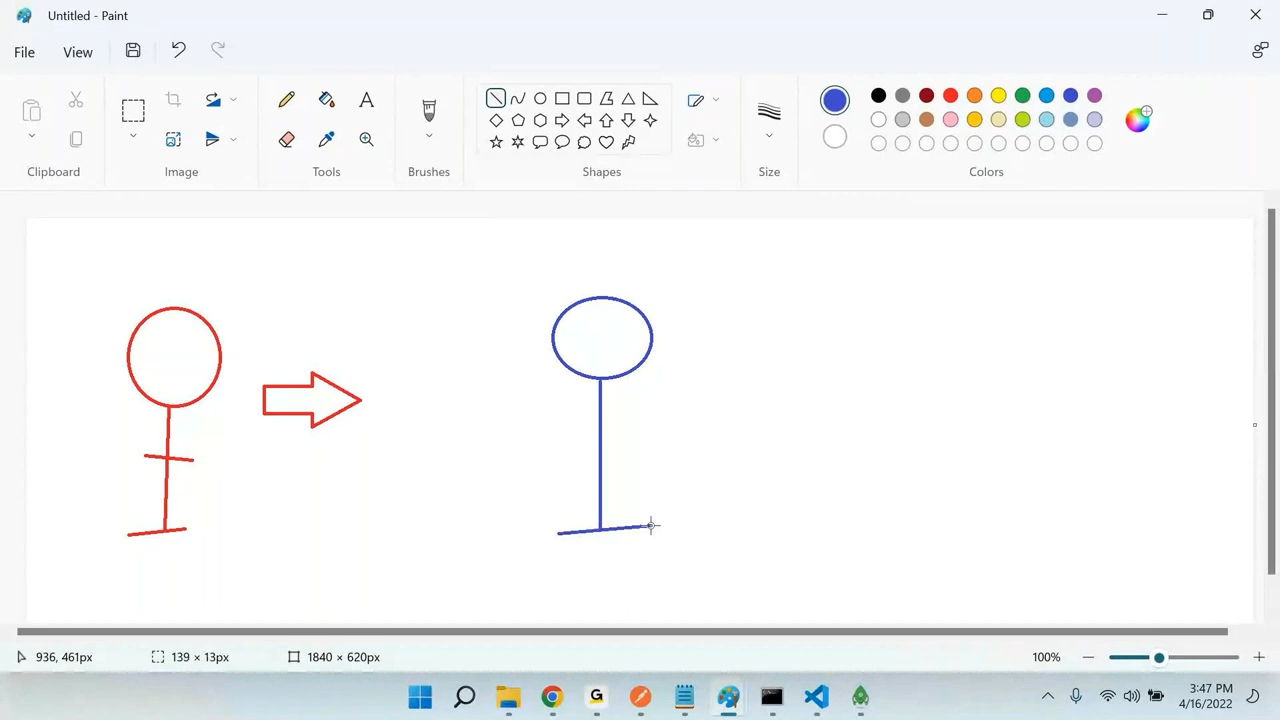 Untitled - Paint
File
View
A
Clipboard
Image
Tools
Brushes
Shapes
Size
Colors
936, 461px
139 × 13px
1840 × 620px
100%
G
3:47 PM
4/16/2022